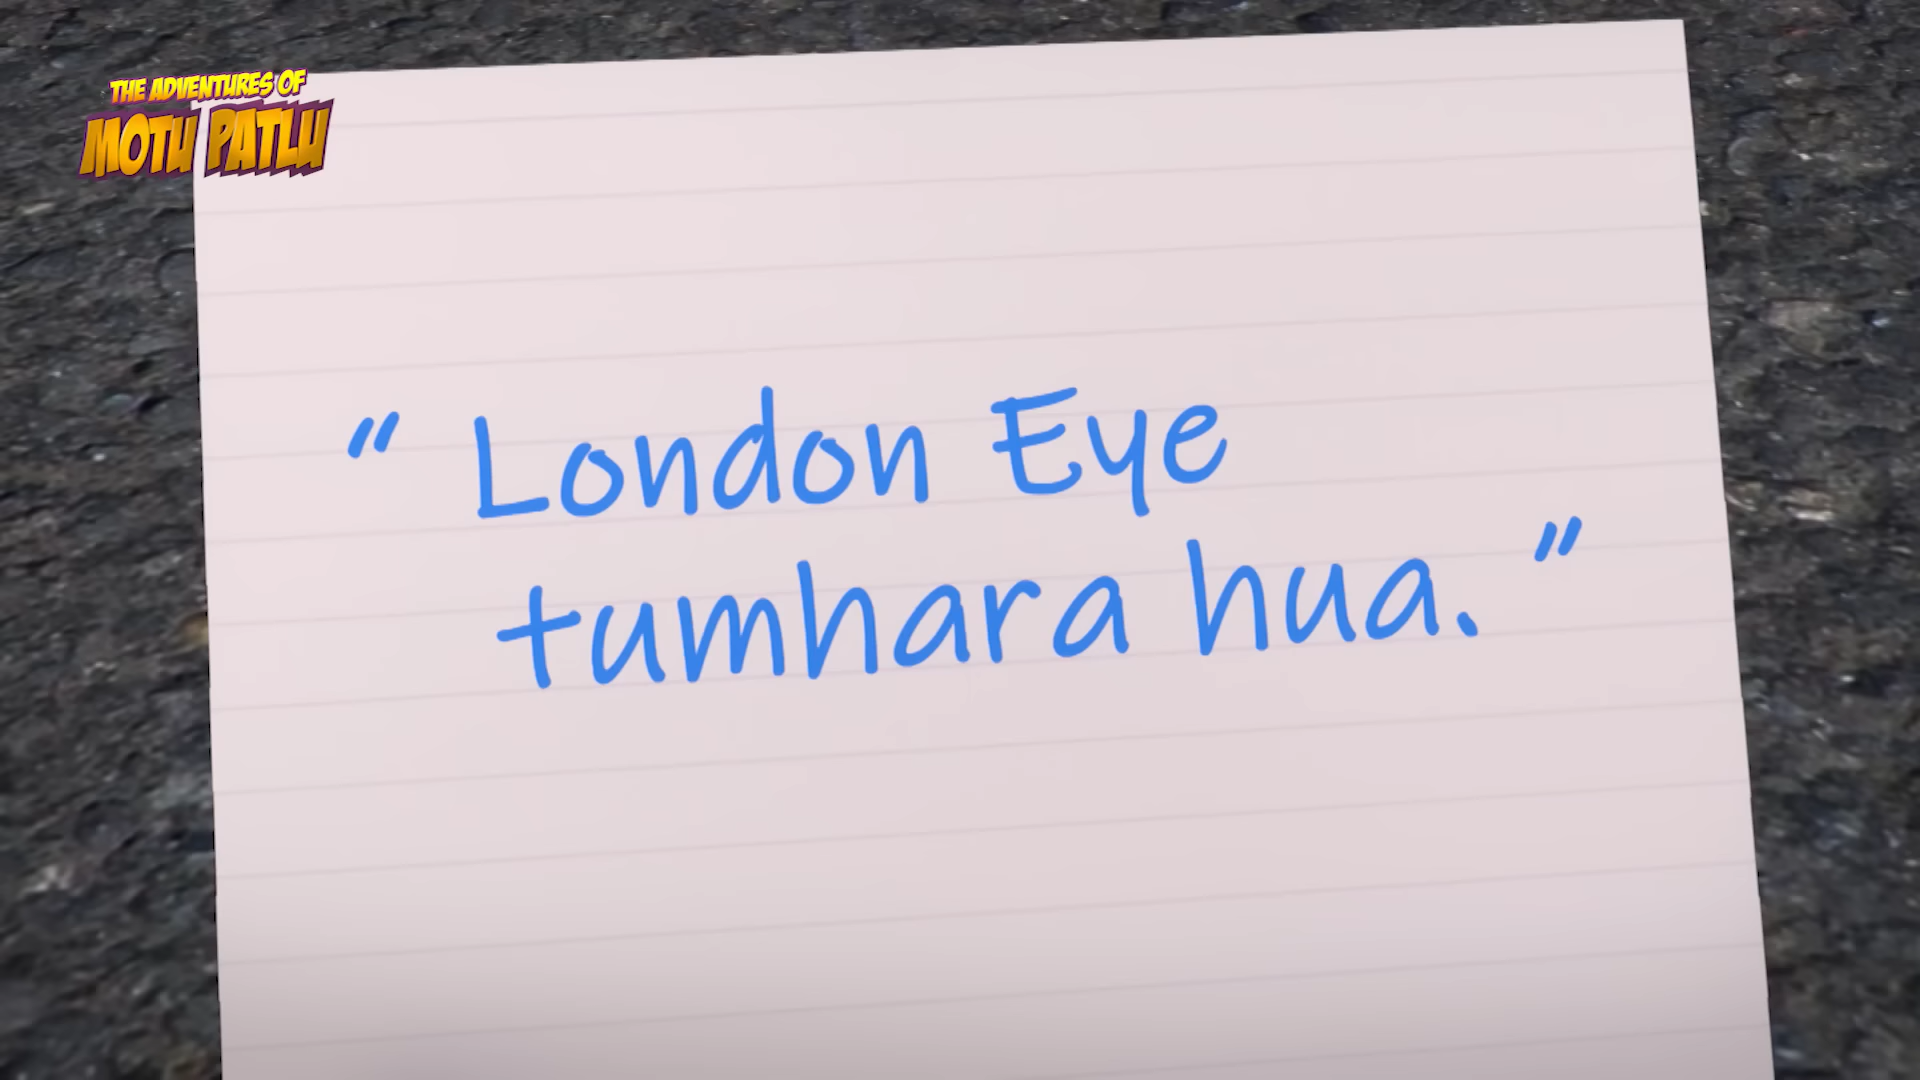 THE ADVENTURES OF
MOTU PATLU
“ London Eye
tumhara hua. ”